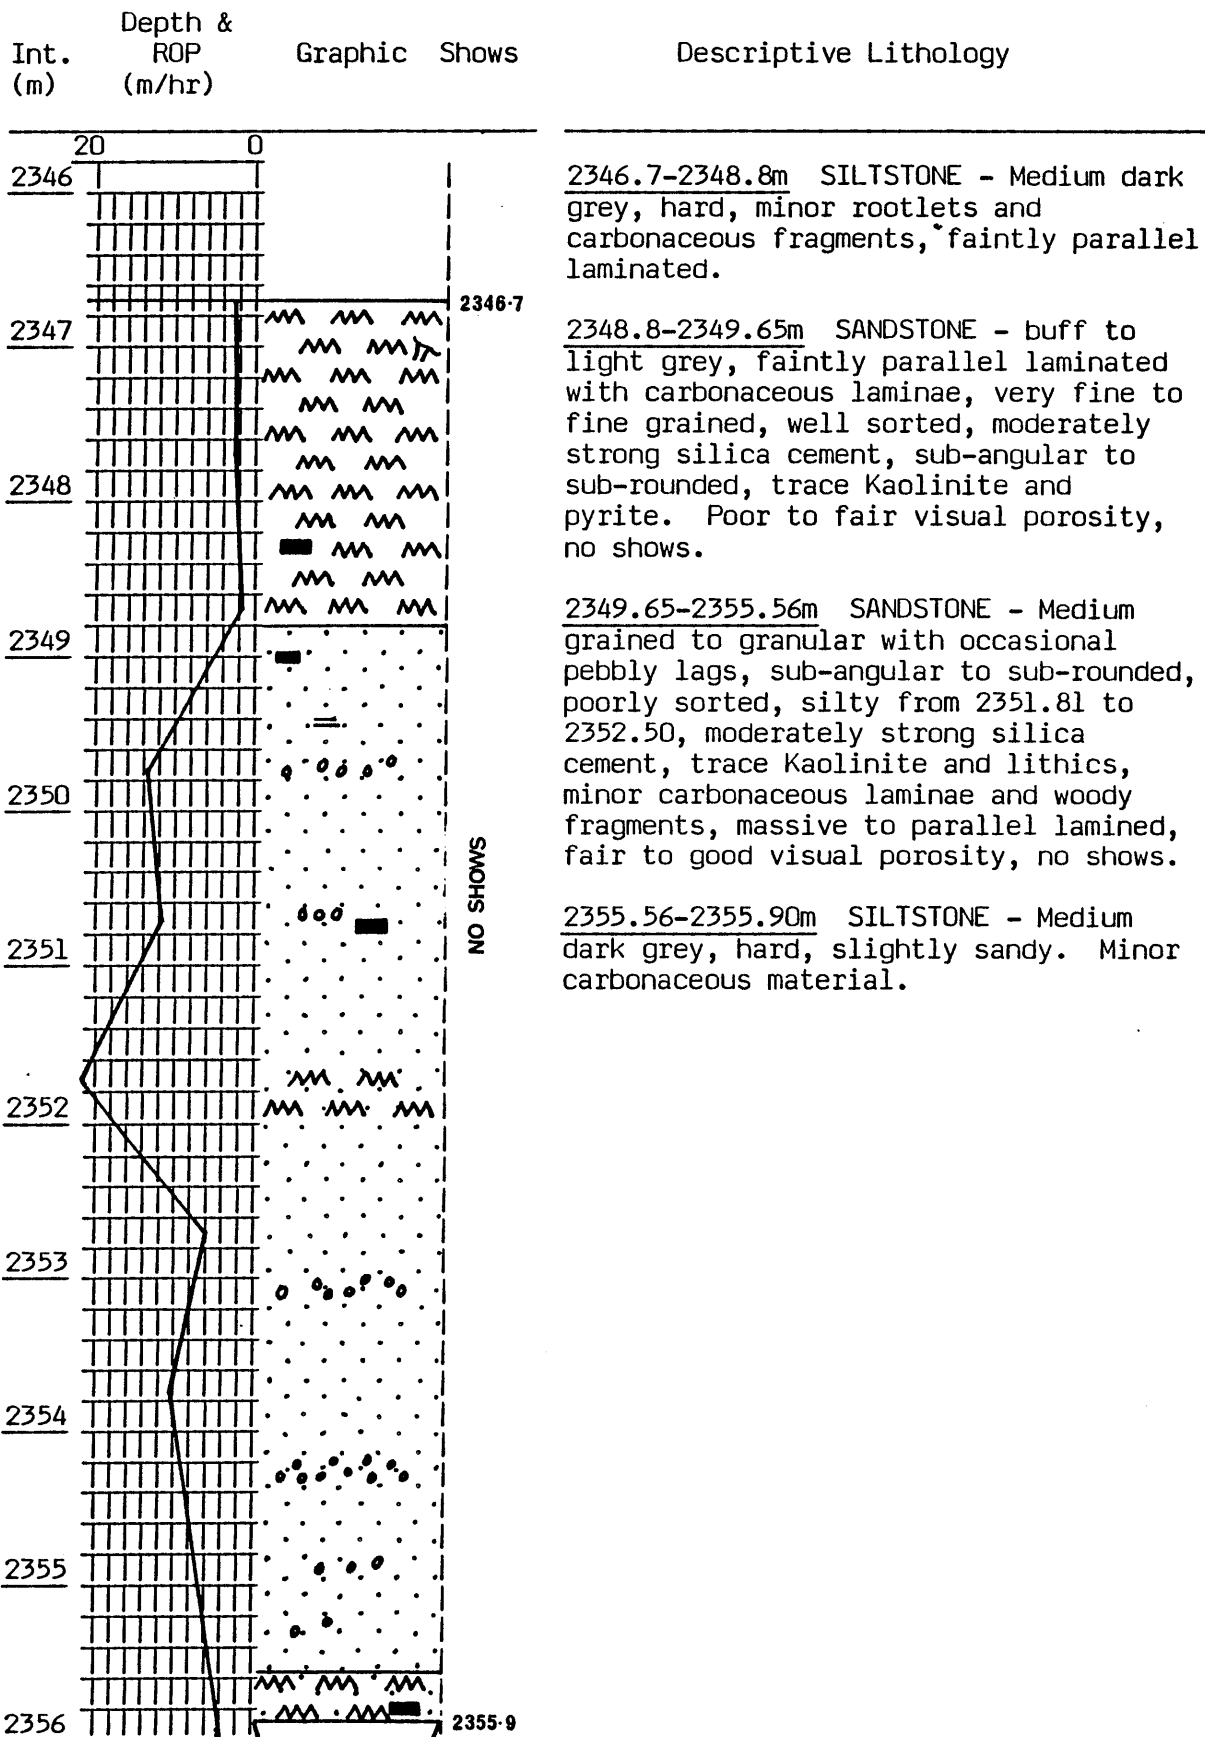 Depth &
Int. ROP Graphic Shows Descriptive Lithology
(m) (m/hr)
20 0
2346
2346·7
2347
2348
2349
2350
2351
2352
2353
2354
2355
2356
2355·9
NO SHOWS
2346.7-2348.8m SILTSTONE - Medium dark
grey, hard, minor rootlets and
carbonaceous fragments, faintly parallel
laminated.
2348.8-2349.65m SANDSTONE - buff to
light grey, faintly parallel laminated
with carbonaceous laminae, very fine to
fine grained, well sorted, moderately
strong silica cement, sub-angular to
sub-rounded, trace Kaolinite and
pyrite. Poor to fair visual porosity,
no shows.
2349.65-2355.56m SANDSTONE - Medium
grained to granular with occasional
pebbly lags, sub-angular to sub-rounded,
poorly sorted, silty from 2351.81 to
2352.50, moderately strong silica
cement, trace Kaolinite and lithics,
minor carbonaceous laminae and woody
fragments, massive to parallel lamined,
fair to good visual porosity, no shows.
2355.56-2355.90m SILTSTONE - Medium
dark grey, hard, slightly sandy. Minor
carbonaceous material.